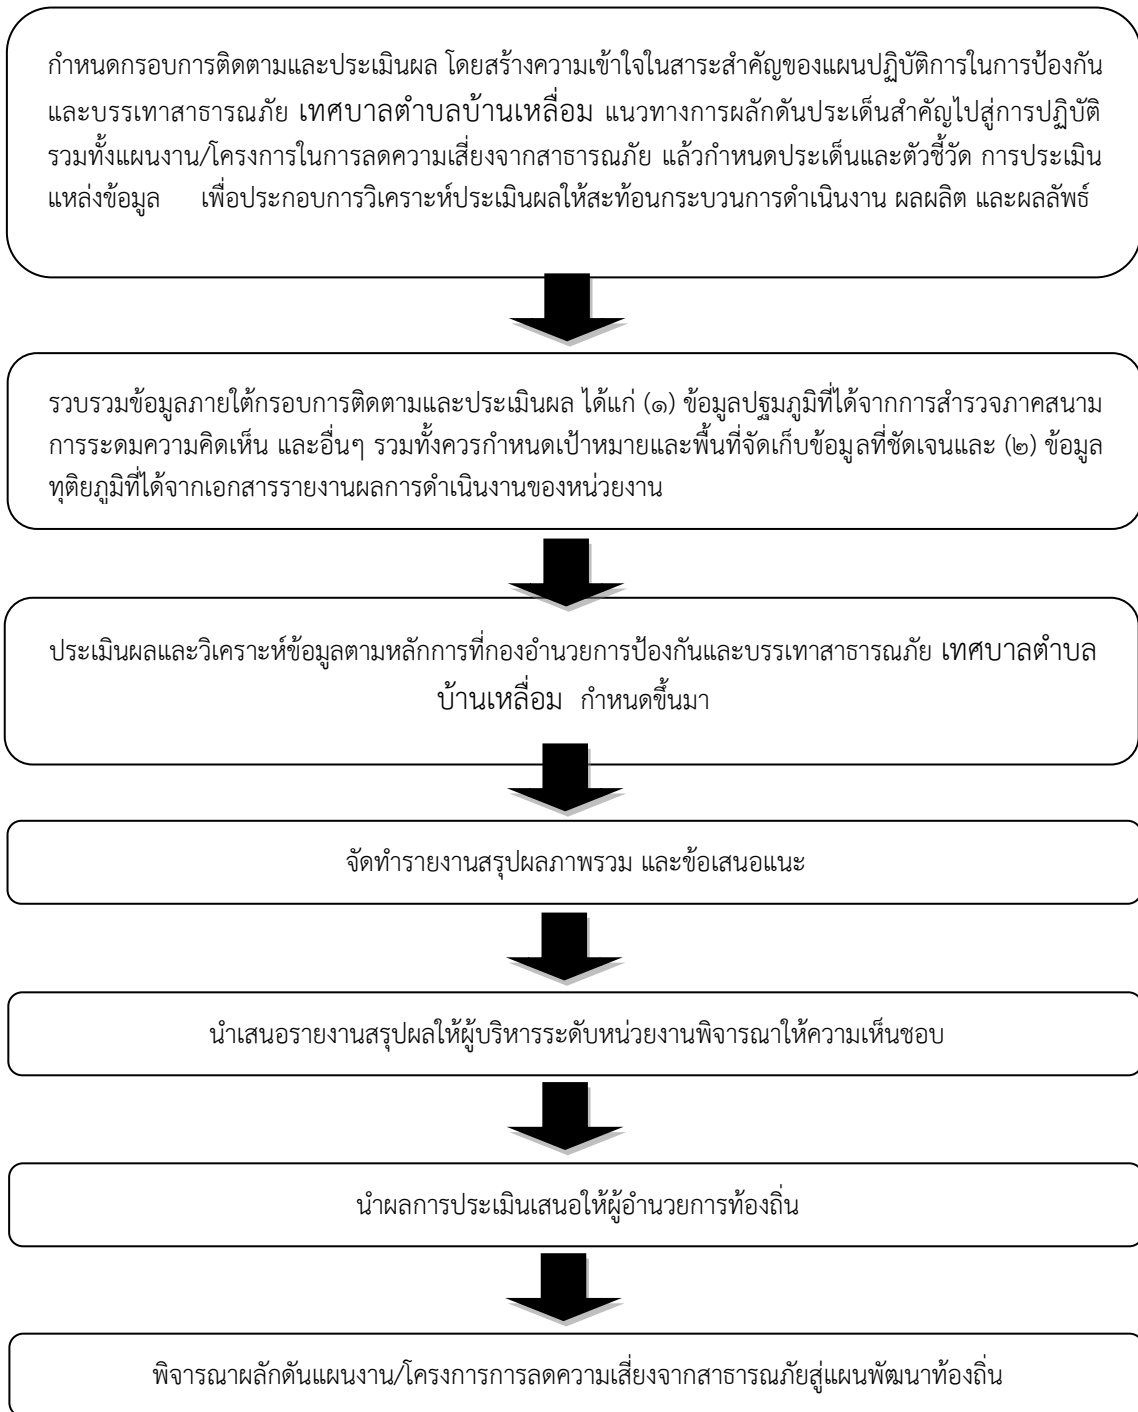 กำหนดกรอบการติดตามและประเมินผล โดยสร้างความเข้าใจในสาระสำคัญของแผนปฏิบัติการในการป้องกัน
และบรรเทาสาธารณภัย เทศบาลตำบลบ้านเหลื่อม แนวทางการผลักดันประเด็นสำคัญไปสู่การปฏิบัติ
รวมทั้งแผนงาน/โครงการในการลดความเสี่ยงจากสาธารณภัย แล้วกำหนดประเด็นและตัวชี้วัด การประเมิน
แหล่งข้อมูล เพื่อประกอบการวิเคราะห์ประเมินผลให้สะท้อนกระบวนการดำเนินงาน ผลผลิต และผลลัพธ์
รวบรวมข้อมูลภายใต้กรอบการติดตามและประเมินผล ได้แก่ (๑) ข้อมูลปฐมภูมิที่ได้จากการสำรวจภาคสนาม
การระดมความคิดเห็น และอื่นๆ รวมทั้งควรกำหนดเป้าหมายและพื้นที่จัดเก็บข้อมูลที่ชัดเจนและ (๒) ข้อมูล
ทุติยภูมิที่ได้จากเอกสารรายงานผลการดำเนินงานของหน่วยงาน
ประเมินผลและวิเคราะห์ข้อมูลตามหลักการที่กองอำนวยการป้องกันและบรรเทาสาธารณภัย เทศบาลตำบล
บ้านเหลื่อม กำหนดขึ้นมา
จัดทำรายงานสรุปผลภาพรวม และข้อเสนอแนะ
นำเสนอรายงานสรุปผลให้ผู้บริหารระดับหน่วยงานพิจารณาให้ความเห็นชอบ
นำผลการประเมินเสนอให้ผู้อำนวยการท้องถิ่น
พิจารณาผลักดันแผนงาน/โครงการการลดความเสี่ยงจากสาธารณภัยสู่แผนพัฒนาท้องถิ่น